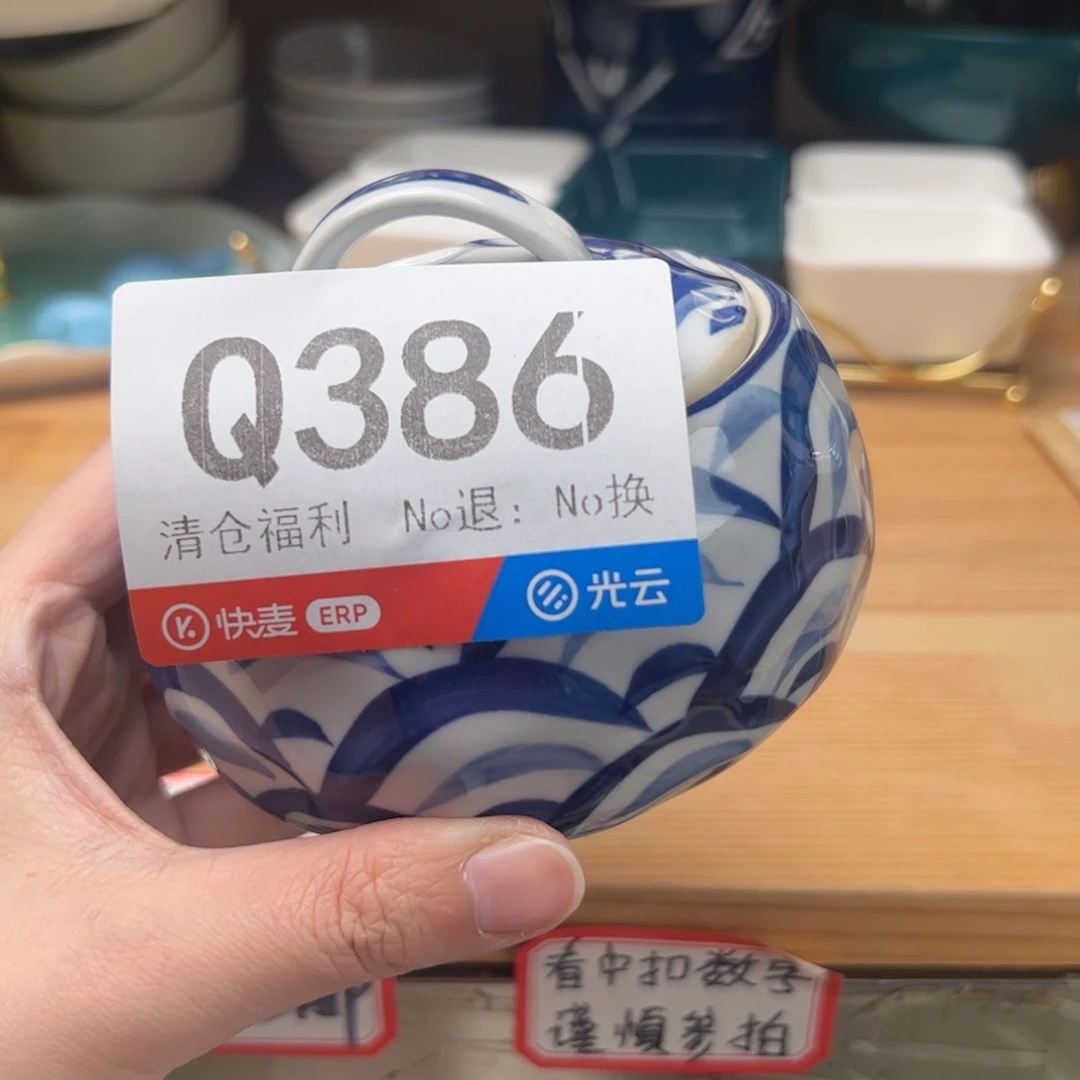 Q386
清仓福利 No退: No换
快麦 ERP 光云
看中扣数字
谨慎参拍